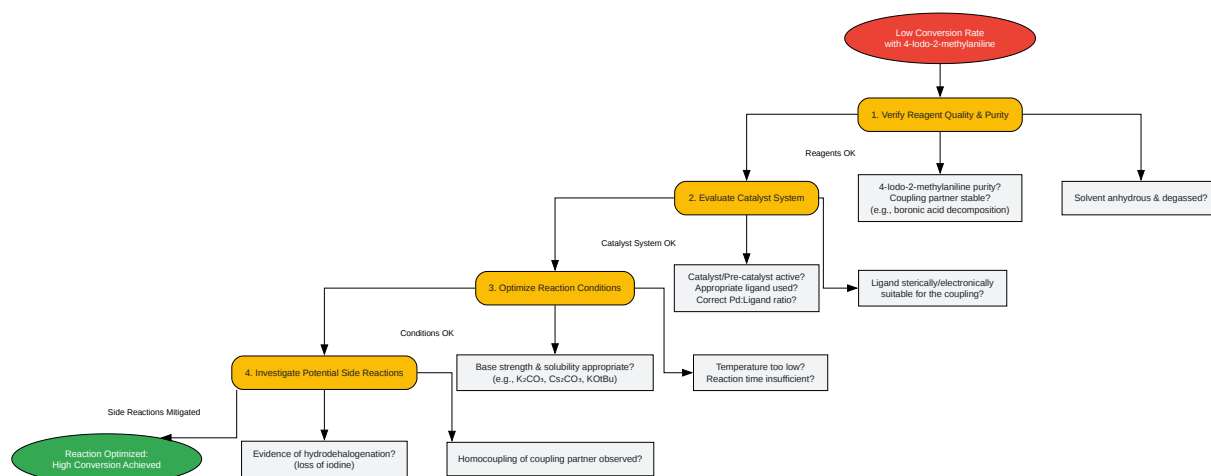 Low Conversion Rate
with 4-Iodo-2-methylaniline
1. Verify Reagent Quality & Purity
Reagents OK
4-Iodo-2-methylaniline purity?
Coupling partner stable?
(e.g., boronic acid decomposition)
Solvent anhydrous & degassed?
2. Evaluate Catalyst System
Catalyst System OK
Catalyst/Pre-catalyst active?
Appropriate ligand used?
Correct Pd:Ligand ratio?
Ligand sterically/electronically
suitable for the coupling?
3. Optimize Reaction Conditions
Conditions OK
Base strength & solubility appropriate?
(e.g., K₂CO₃, Cs₂CO₃, KOtBu)
Temperature too low?
Reaction time insufficient?
4. Investigate Potential Side Reactions
Side Reactions Mitigated
Reaction Optimized:
High Conversion Achieved
Evidence of hydrodehalogenation?
(loss of iodine)
Homocoupling of coupling partner observed?